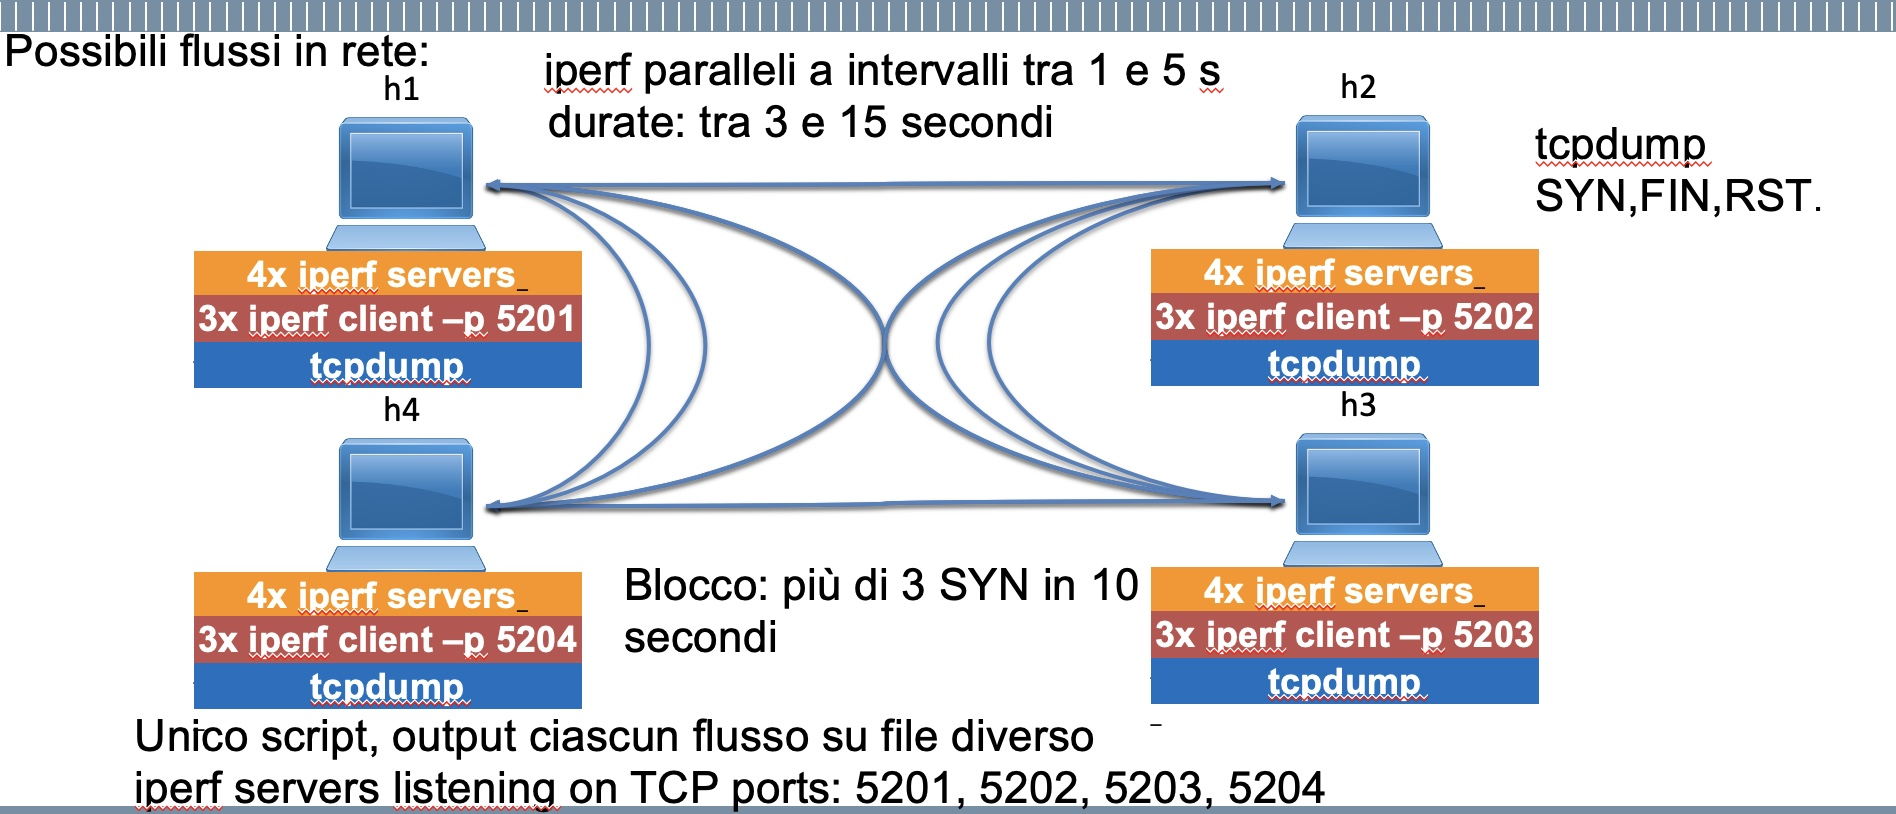 Possibili flussi in rete:
iperf paralleli a intervalli tra 1 e 5 s
durate: tra 3 e 15 secondi
h1
h2
tcpdump
SYN,FIN,RST.
4x iperf servers_
3x iperf client –p 5201
tcpdump
4x iperf servers_
3x iperf client –p 5202
tcpdump
h4
h3
4x iperf servers_
3x iperf client –p 5204
tcpdump
Blocco: più di 3 SYN in 10
secondi
4x iperf servers_
3x iperf client –p 5203
tcpdump
Unico script, output ciascun flusso su file diverso
iperf servers listening on TCP ports: 5201, 5202, 5203, 5204